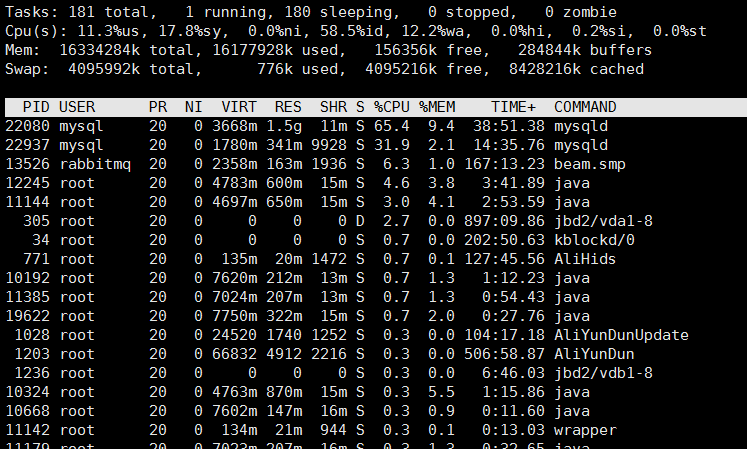 Tasks: 181 total,   1 running, 180 sleeping,   0 stopped,   0 zombie
Cpu(s): 11.3%us, 17.8%sy,  0.0%ni, 58.5%id, 12.2%wa,  0.0%hi,  0.2%si,  0.0%st
Mem:  16334284k total, 16177928k used,   156356k free,   284844k buffers
Swap:  4095992k total,      776k used,  4095216k free,  8428216k cached
  PID USER      PR  NI  VIRT  RES  SHR S %CPU %MEM    TIME+  COMMAND
22080 mysql     20   0 3668m 1.5g  11m S 65.4  9.4  38:51.38 mysqld
22937 mysql     20   0 1780m 341m 9928 S 31.9  2.1  14:35.76 mysqld
13526 rabbitmq  20   0 2358m 163m 1936 S  6.3  1.0 167:13.23 beam.smp
12245 root      20   0 4783m 600m  15m S  4.6  3.8   3:41.89 java
11144 root      20   0 4697m 650m  15m S  3.0  4.1   2:53.59 java
  305 root      20   0     0    0    0 D  2.7  0.0 897:09.86 jbd2/vda1-8
   34 root      20   0     0    0    0 S  0.7  0.0 202:50.63 kblockd/0
  771 root      20   0  135m  20m 1472 S  0.7  0.1 127:45.56 AliHids
10192 root      20   0 7620m 212m  13m S  0.7  1.3   1:12.23 java
11385 root      20   0 7024m 207m  13m S  0.7  1.3   0:54.43 java
19622 root      20   0 7750m 322m  15m S  0.7  2.0   0:27.76 java
 1028 root      20   0 24520 1740 1252 S  0.3  0.0 104:17.18 AliYunDunUpdate
 1203 root      20   0 66832 4912 2216 S  0.3  0.0 506:58.87 AliYunDun
 1236 root      20   0     0    0    0 S  0.3  0.0   6:46.03 jbd2/vdb1-8
10324 root      20   0 4763m 870m  15m S  0.3  5.5   1:15.86 java
10668 root      20   0 7602m 147m  16m S  0.3  0.9   0:11.60 java
11142 root      20   0  134m  21m  944 S  0.3  0.1   0:13.03 wrapper
11179 root      20   0 7023m 207m  16m S  0.3  1.3   0:32.65 java